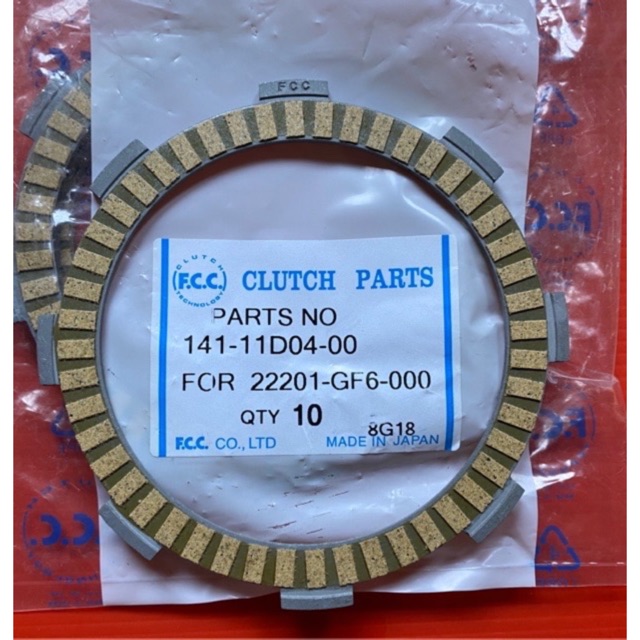 FCC
CLUTCH
F.C.C.
TECHNOLOGY
CLUTCH PARTS
PARTS NO
141-11D04-00
FOR 22201-GF6-000
QTY 10
8G18
F.C.C. CO., LTD
MADE IN JAPAN
F.C.C.
F.C.C.